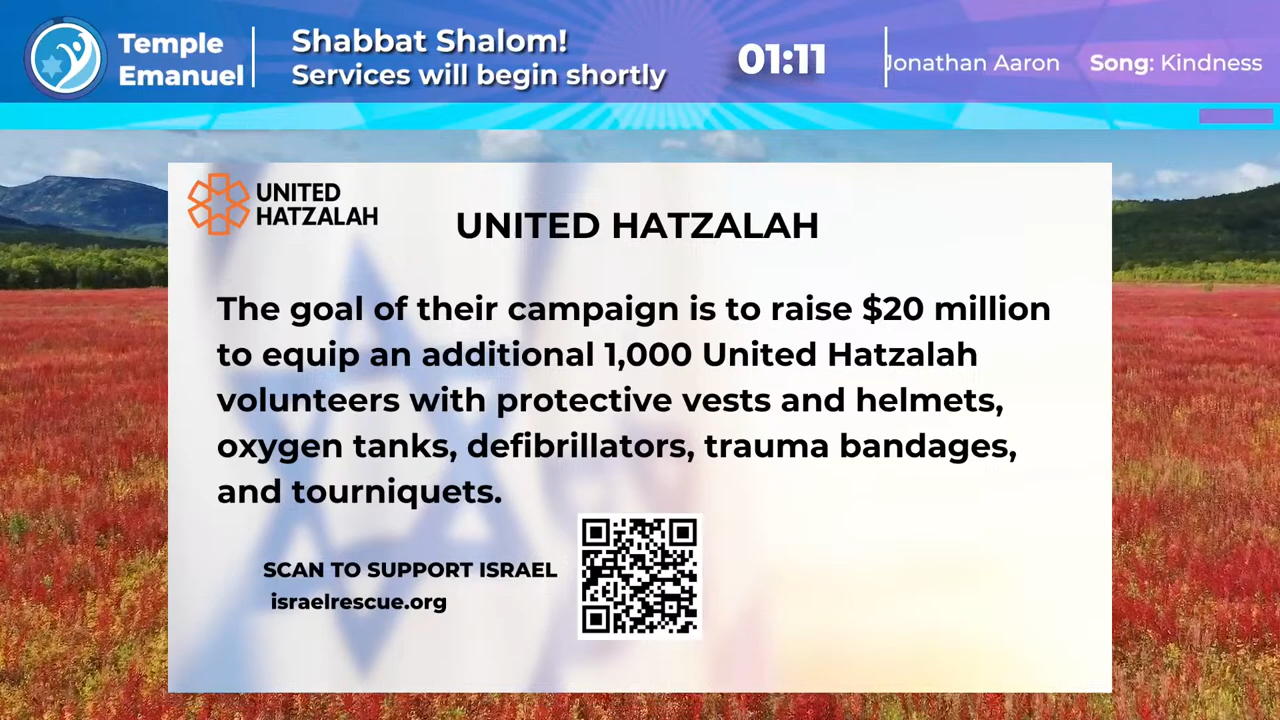 Temple
Emanuel
Shabbat Shalom!
Services will begin shortly
01:11
Jonathan Aaron Song: Kindness
UNITED
HATZALAH
UNITED HATZALAH
The goal of their campaign is to raise $20 million
to equip an additional 1,000 United Hatzalah
volunteers with protective vests and helmets,
oxygen tanks, defibrillators, trauma bandages,
and tourniquets.
SCAN TO SUPPORT ISRAEL
israelrescue.org